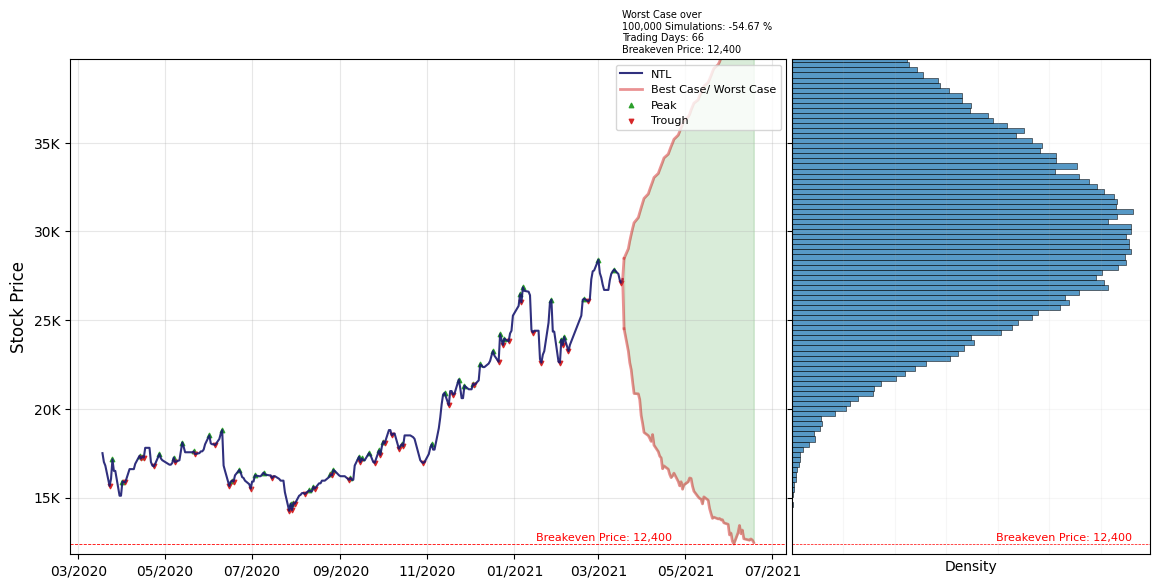 Worst Case over
100,000 Simulations: -54.67 %
Trading Days: 66
Breakeven Price: 12,400
NTL
Best Case/ Worst Case
Peak
Trough
Stock Price
35K
30K
25K
20K
15K
Breakeven Price: 12,400
Breakeven Price: 12,400
03/2020 05/2020 07/2020 09/2020 11/2020 01/2021 03/2021 05/2021 07/2021
Density